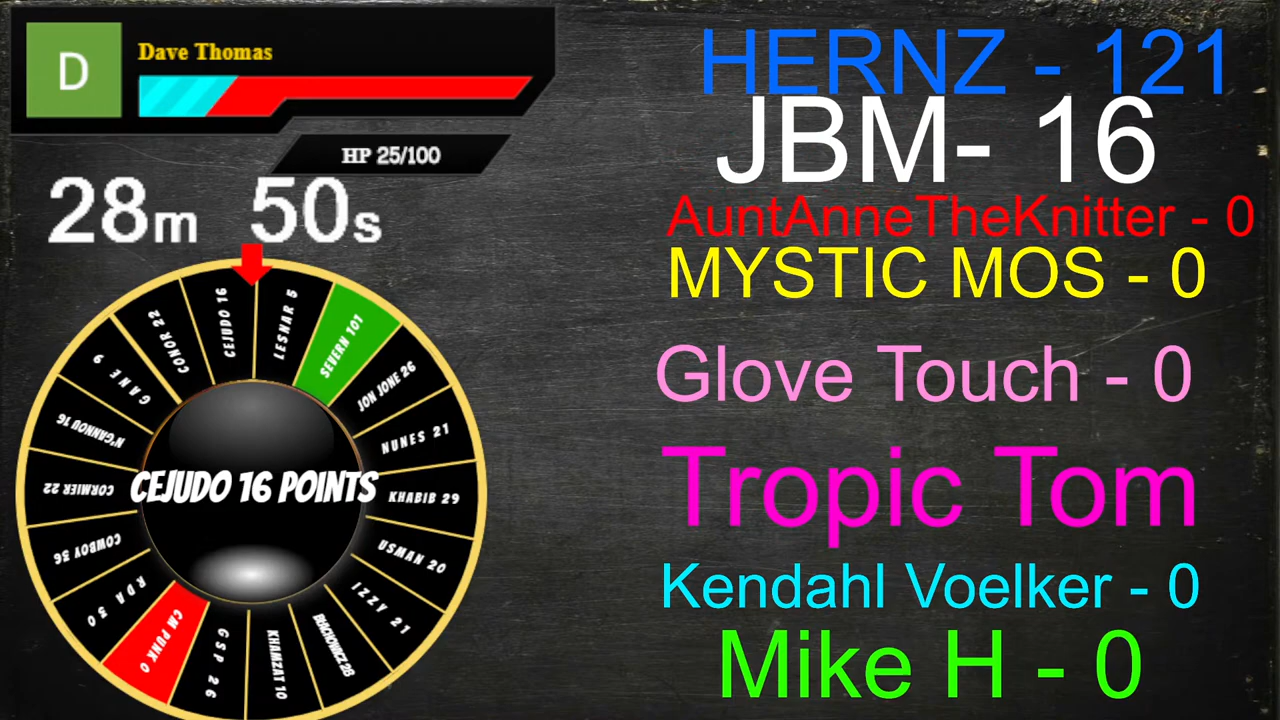 D
Dave Thomas
HP 25/100
28m 50s
HERNZ - 121
JBM- 16
AuntAnneTheKnitter - 0
MYSTIC MOS - 0
Glove Touch - 0
Tropic Tom
Kendahl Voelker - 0
Mike H - 0
CEJUDO 16 POINTS
CEJUDO 16
LESNAR 5
SEVERN 101
JON JONE 26
NUNES 21
KHABIB 29
USMAN 20
IZZY 21
BLACHOWICZ 28
KHAMZAT 10
GSP 26
CM PUNK 0
RDA 30
COWBOY 36
CORMIER 22
N'GANNOU 16
GANE 9
CONOR 22